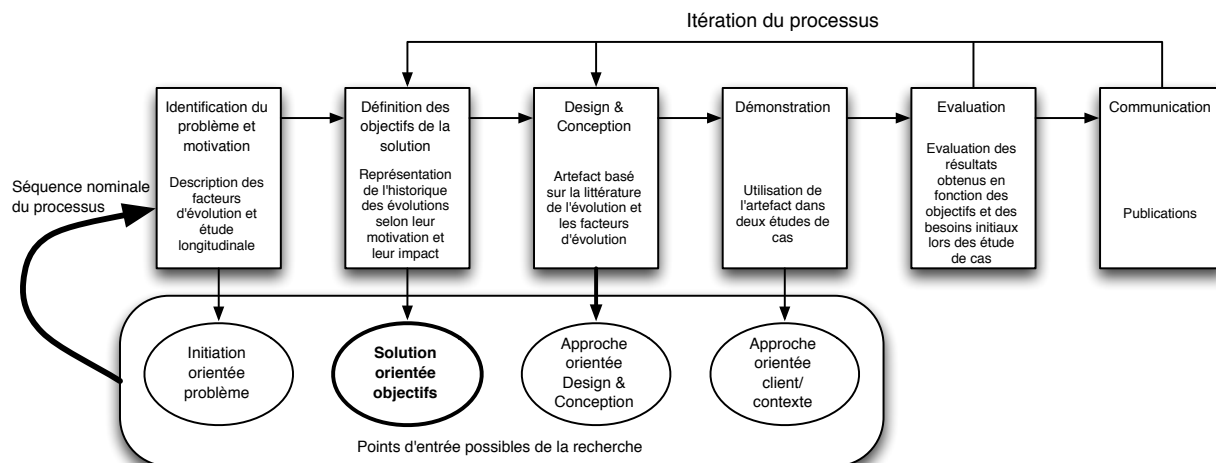 Itération du processus
Identification du
problème et
motivation
Description des
facteurs
d'évolution et
étude
longitudinale
Définition des
objectifs de la
solution
Représentation
de l'historique
des évolutions
selon leur
motivation et
leur impact
Design &
Conception
Artefact basé
sur la littérature
de l'évolution et
les facteurs
d'évolution
Démonstration
Utilisation de
l'artefact dans
deux études de
cas
Evaluation
Evaluation des
résultats
obtenus en
fonction des
objectifs et des
besoins initiaux
lors des étude
de cas
Communication
Publications
Séquence nominale
du processus
Initiation
orientée
problème
Solution
orientée
objectifs
Approche
orientée
Design &
Conception
Approche
orientée
client/
contexte
Points d'entrée possibles de la recherche